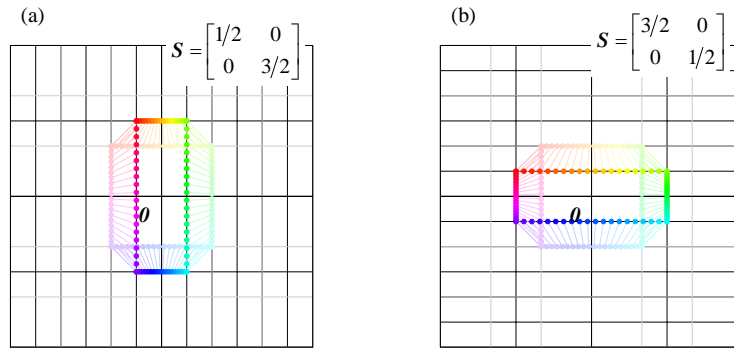 (a)
S = [1/2 0
0 3/2]
0
(b)
S = [3/2 0
0 1/2]
0